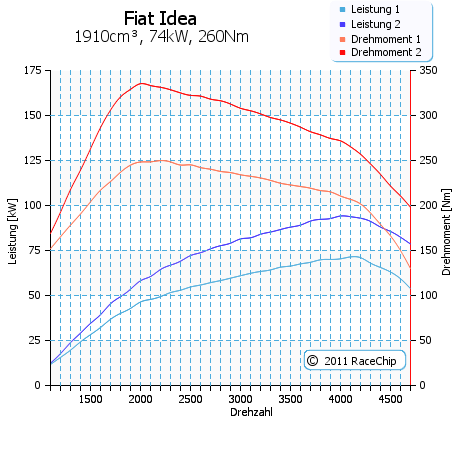 Fiat Idea
1910cm³, 74kW, 260Nm
Leistung 1
Leistung 2
Drehmoment 1
Drehmoment 2
175
150
125
100
75
50
25
0
Leistung [kW]
350
300
250
200
150
100
50
0
Drehmoment [Nm]
1500 2000 2500 3000 3500 4000 4500
Drehzahl
© 2011 RaceChip